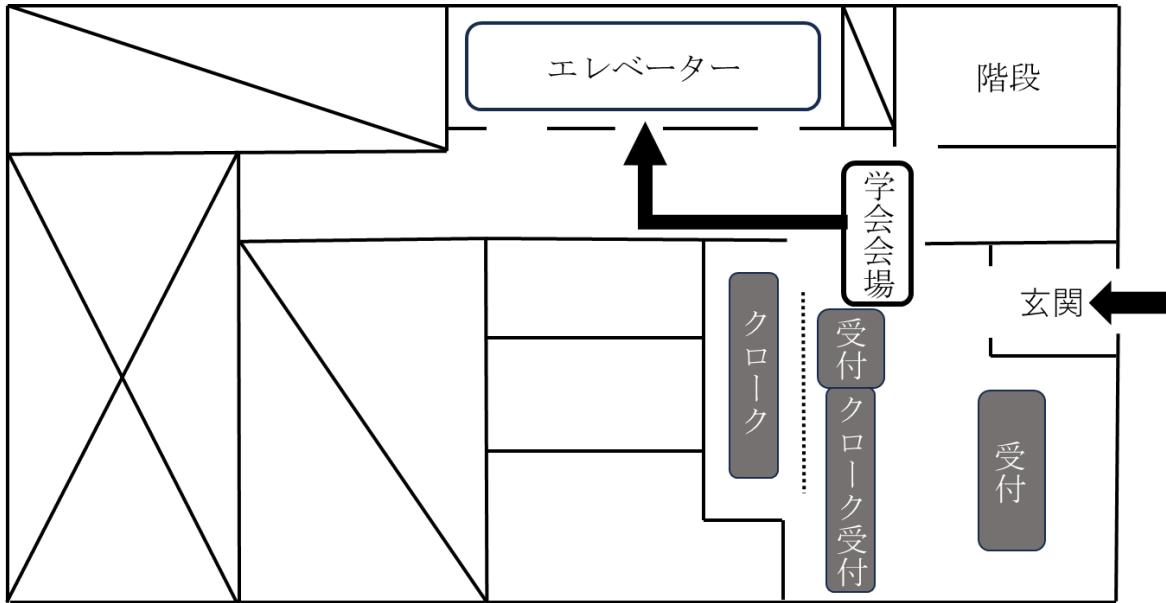 エレベーター
階段
学会会場
玄関
クローク
受付
クローク受付
受付